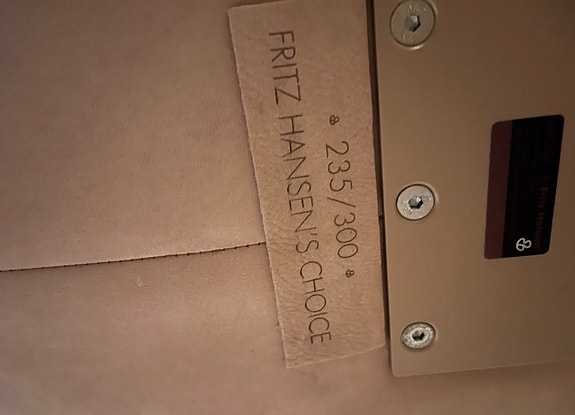 235/300
FRITZ HANSEN'S CHOICE